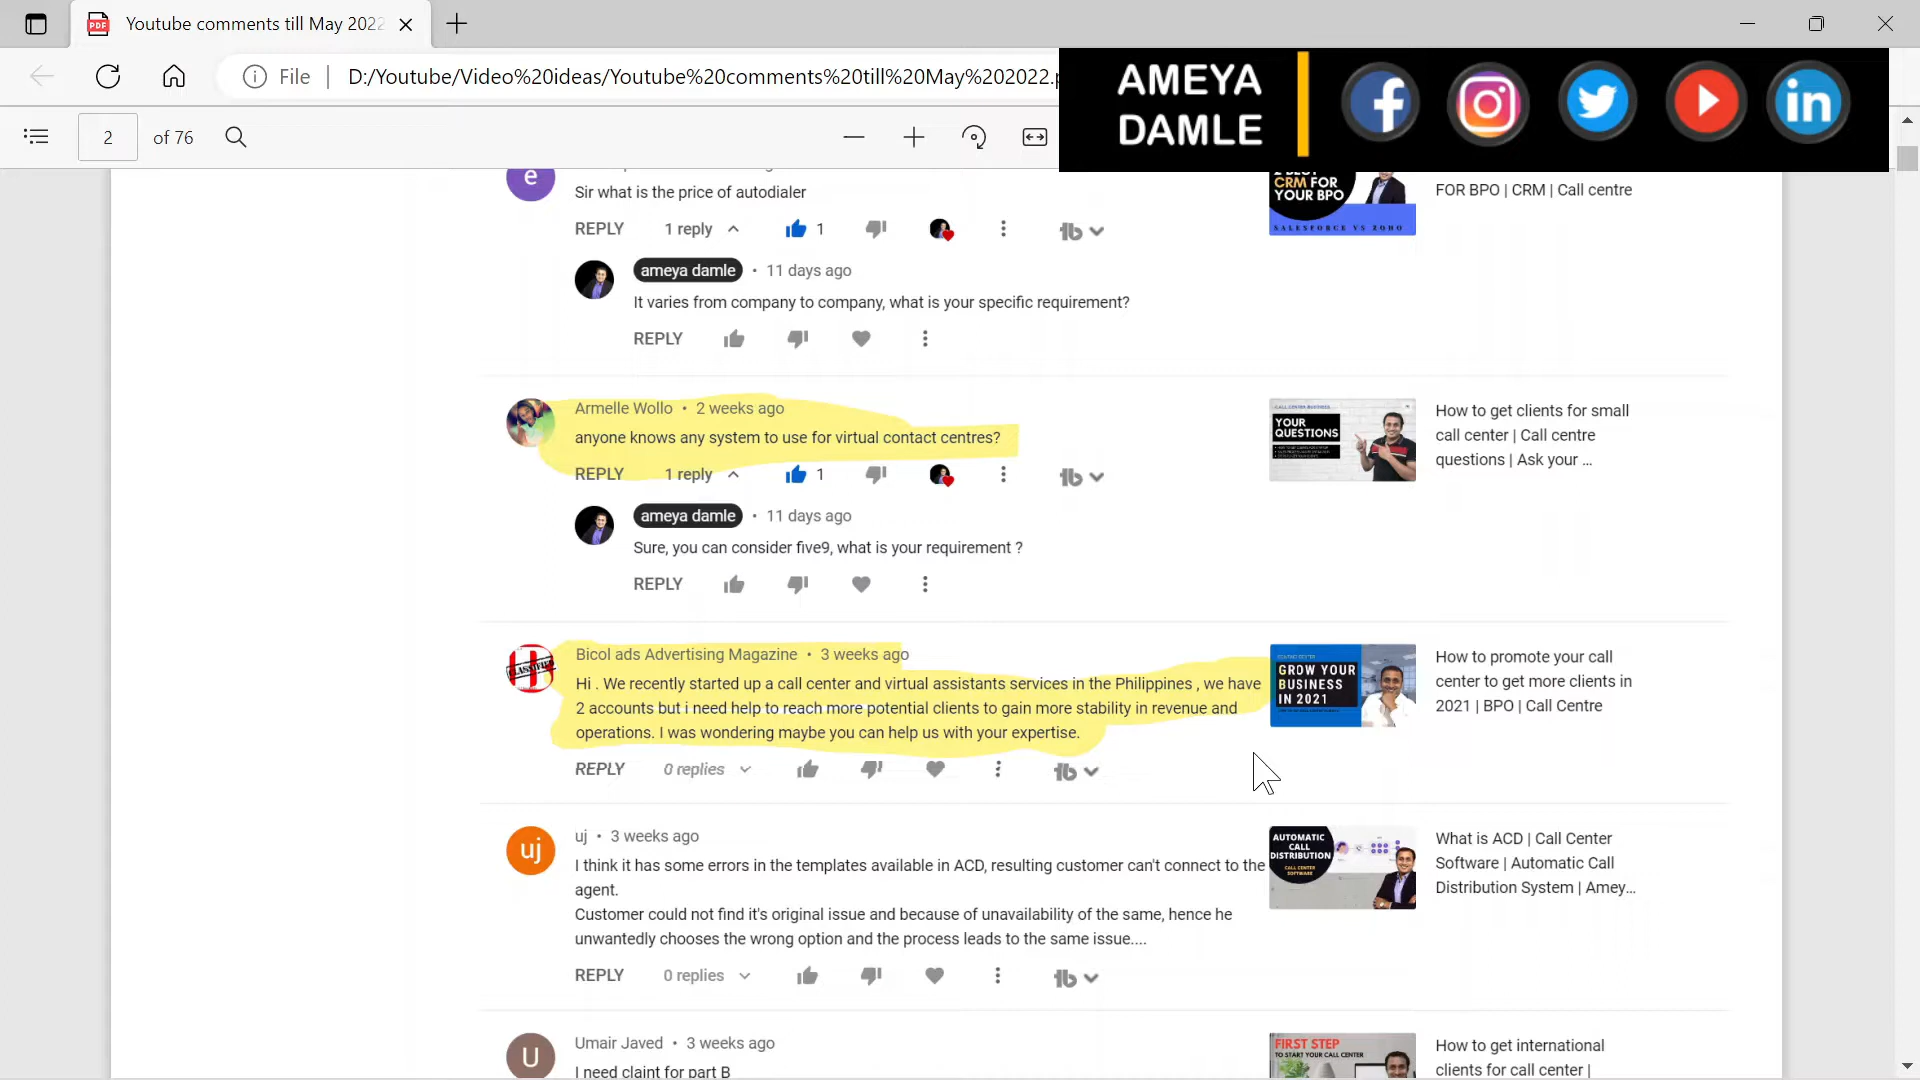 Youtube comments till May 2022
File
D:/Youtube/Video%20ideas/Youtube%20comments%20till%20May%202022.
AMEYA
DAMLE
2 of 76
e
Sir what is the price of autodialer
REPLY 1 reply 1
CRM FOR
YOUR BPO
SALESFORCE VS ZOHO
FOR BPO | CRM | Call centre
ameya damle • 11 days ago
It varies from company to company, what is your specific requirement?
REPLY
Armelle Wollo • 2 weeks ago
anyone knows any system to use for virtual contact centres?
REPLY 1 reply 1
YOUR
QUESTIONS
How to get clients for small
call center | Call centre
questions | Ask your ...
ameya damle • 11 days ago
Sure, you can consider five9, what is your requirement ?
REPLY
CLASSIFIED
Bicol ads Advertising Magazine • 3 weeks ago
Hi . We recently started up a call center and virtual assistants services in the Philippines , we have
2 accounts but i need help to reach more potential clients to gain more stability in revenue and
operations. I was wondering maybe you can help us with your expertise.
REPLY 0 replies
GROW YOUR
BUSINESS
IN 2021
How to promote your call
center to get more clients in
2021 | BPO | Call Centre
uj
uj • 3 weeks ago
I think it has some errors in the templates available in ACD, resulting customer can't connect to the
agent.
Customer could not find it's original issue and because of unavailability of the same, hence he
unwantedly chooses the wrong option and the process leads to the same issue....
REPLY 0 replies
AUTOMATIC
CALL
DISTRIBUTION
CALL CENTER
SOFTWARE
What is ACD | Call Center
Software | Automatic Call
Distribution System | Amey...
U
Umair Javed • 3 weeks ago
I need claint for part B
FIRST STEP
TO START YOUR CALL CENTER
How to get international
clients for call center |